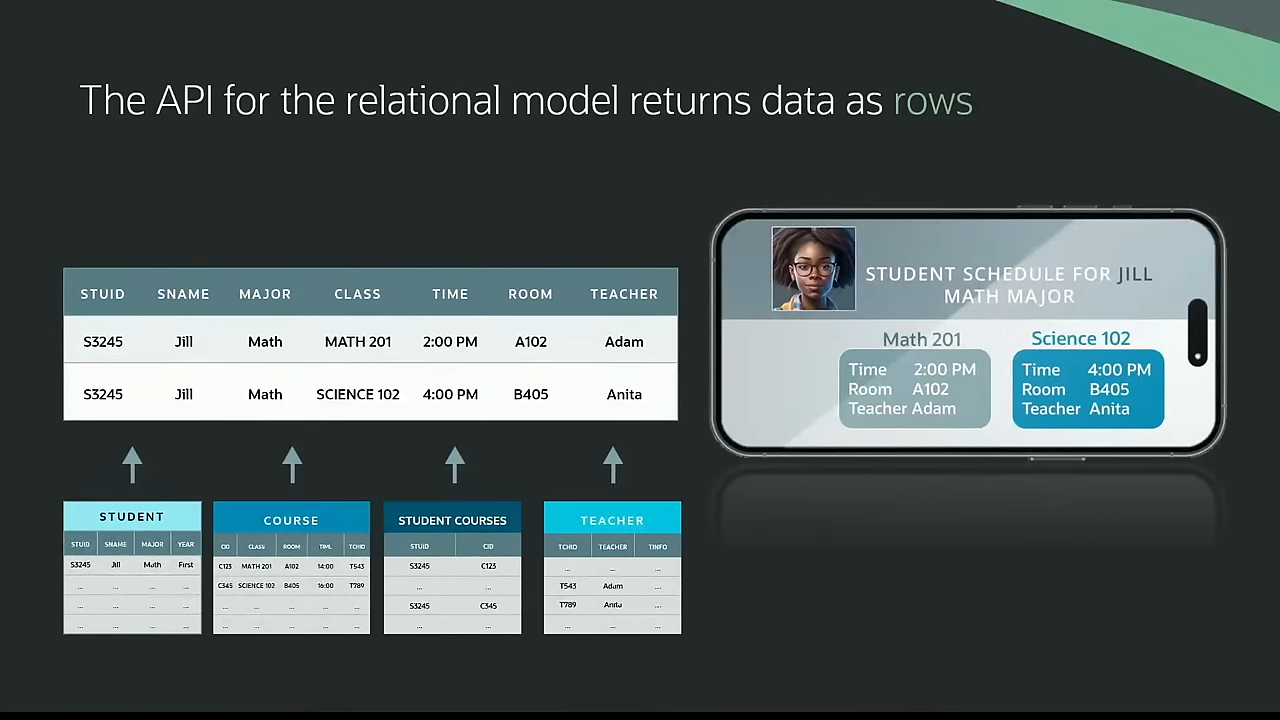 The API for the relational model returns data as rows
STUID SNAME MAJOR CLASS TIME ROOM TEACHER
S3245 Jill Math MATH 201 2:00 PM A102 Adam
S3245 Jill Math SCIENCE 102 4:00 PM B405 Anita
STUDENT SCHEDULE FOR JILL
MATH MAJOR
Math 201
Time 2:00 PM
Room A102
Teacher Adam
Science 102
Time 4:00 PM
Room B405
Teacher Anita
STUDENT
STUID SNAME MAJOR YEAR
S3245 Jill Math First
... ... ... ...
... ... ... ...
... ... ... ...
COURSE
CID CLASS ROOM TIME TCHID
C123 MATH 201 A102 14:00 T543
C345 SCIENCE 102 B405 16:00 T789
... ... ... ... ...
... ... ... ... ...
STUDENT COURSES
STUID CID
S3245 C123
... ...
S3245 C345
... ...
TEACHER
TCHID TEACHER TINFO
... ... ...
T543 Adam ...
T789 Anita ...
... ... ...